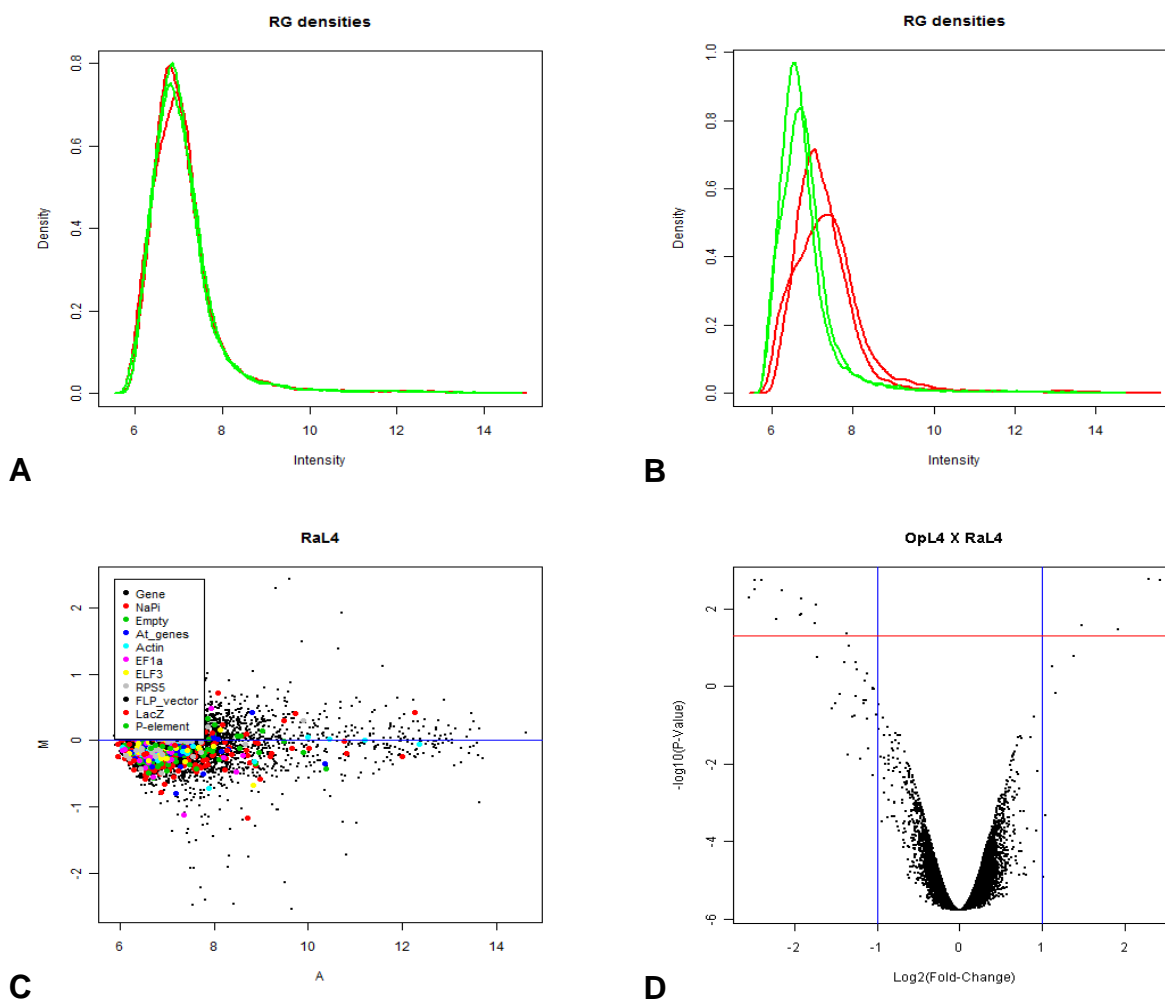 RG densities
Density
0.0
0.2
0.4
0.6
0.8
6
8
10
12
14
Intensity
A
RG densities
Density
0.0
0.2
0.4
0.6
0.8
1.0
6
8
10
12
14
Intensity
B
RaL4
M
-2
-1
0
1
2
Gene
NaPi
Empty
At_genes
Actin
EF1a
ELF3
RPS5
FLP_vector
LacZ
P-element
6
8
10
12
14
A
C
OpL4 X RaL4
-log10(P-Value)
-6
-4
-2
0
2
-2
-1
0
1
2
Log2(Fold-Change)
D